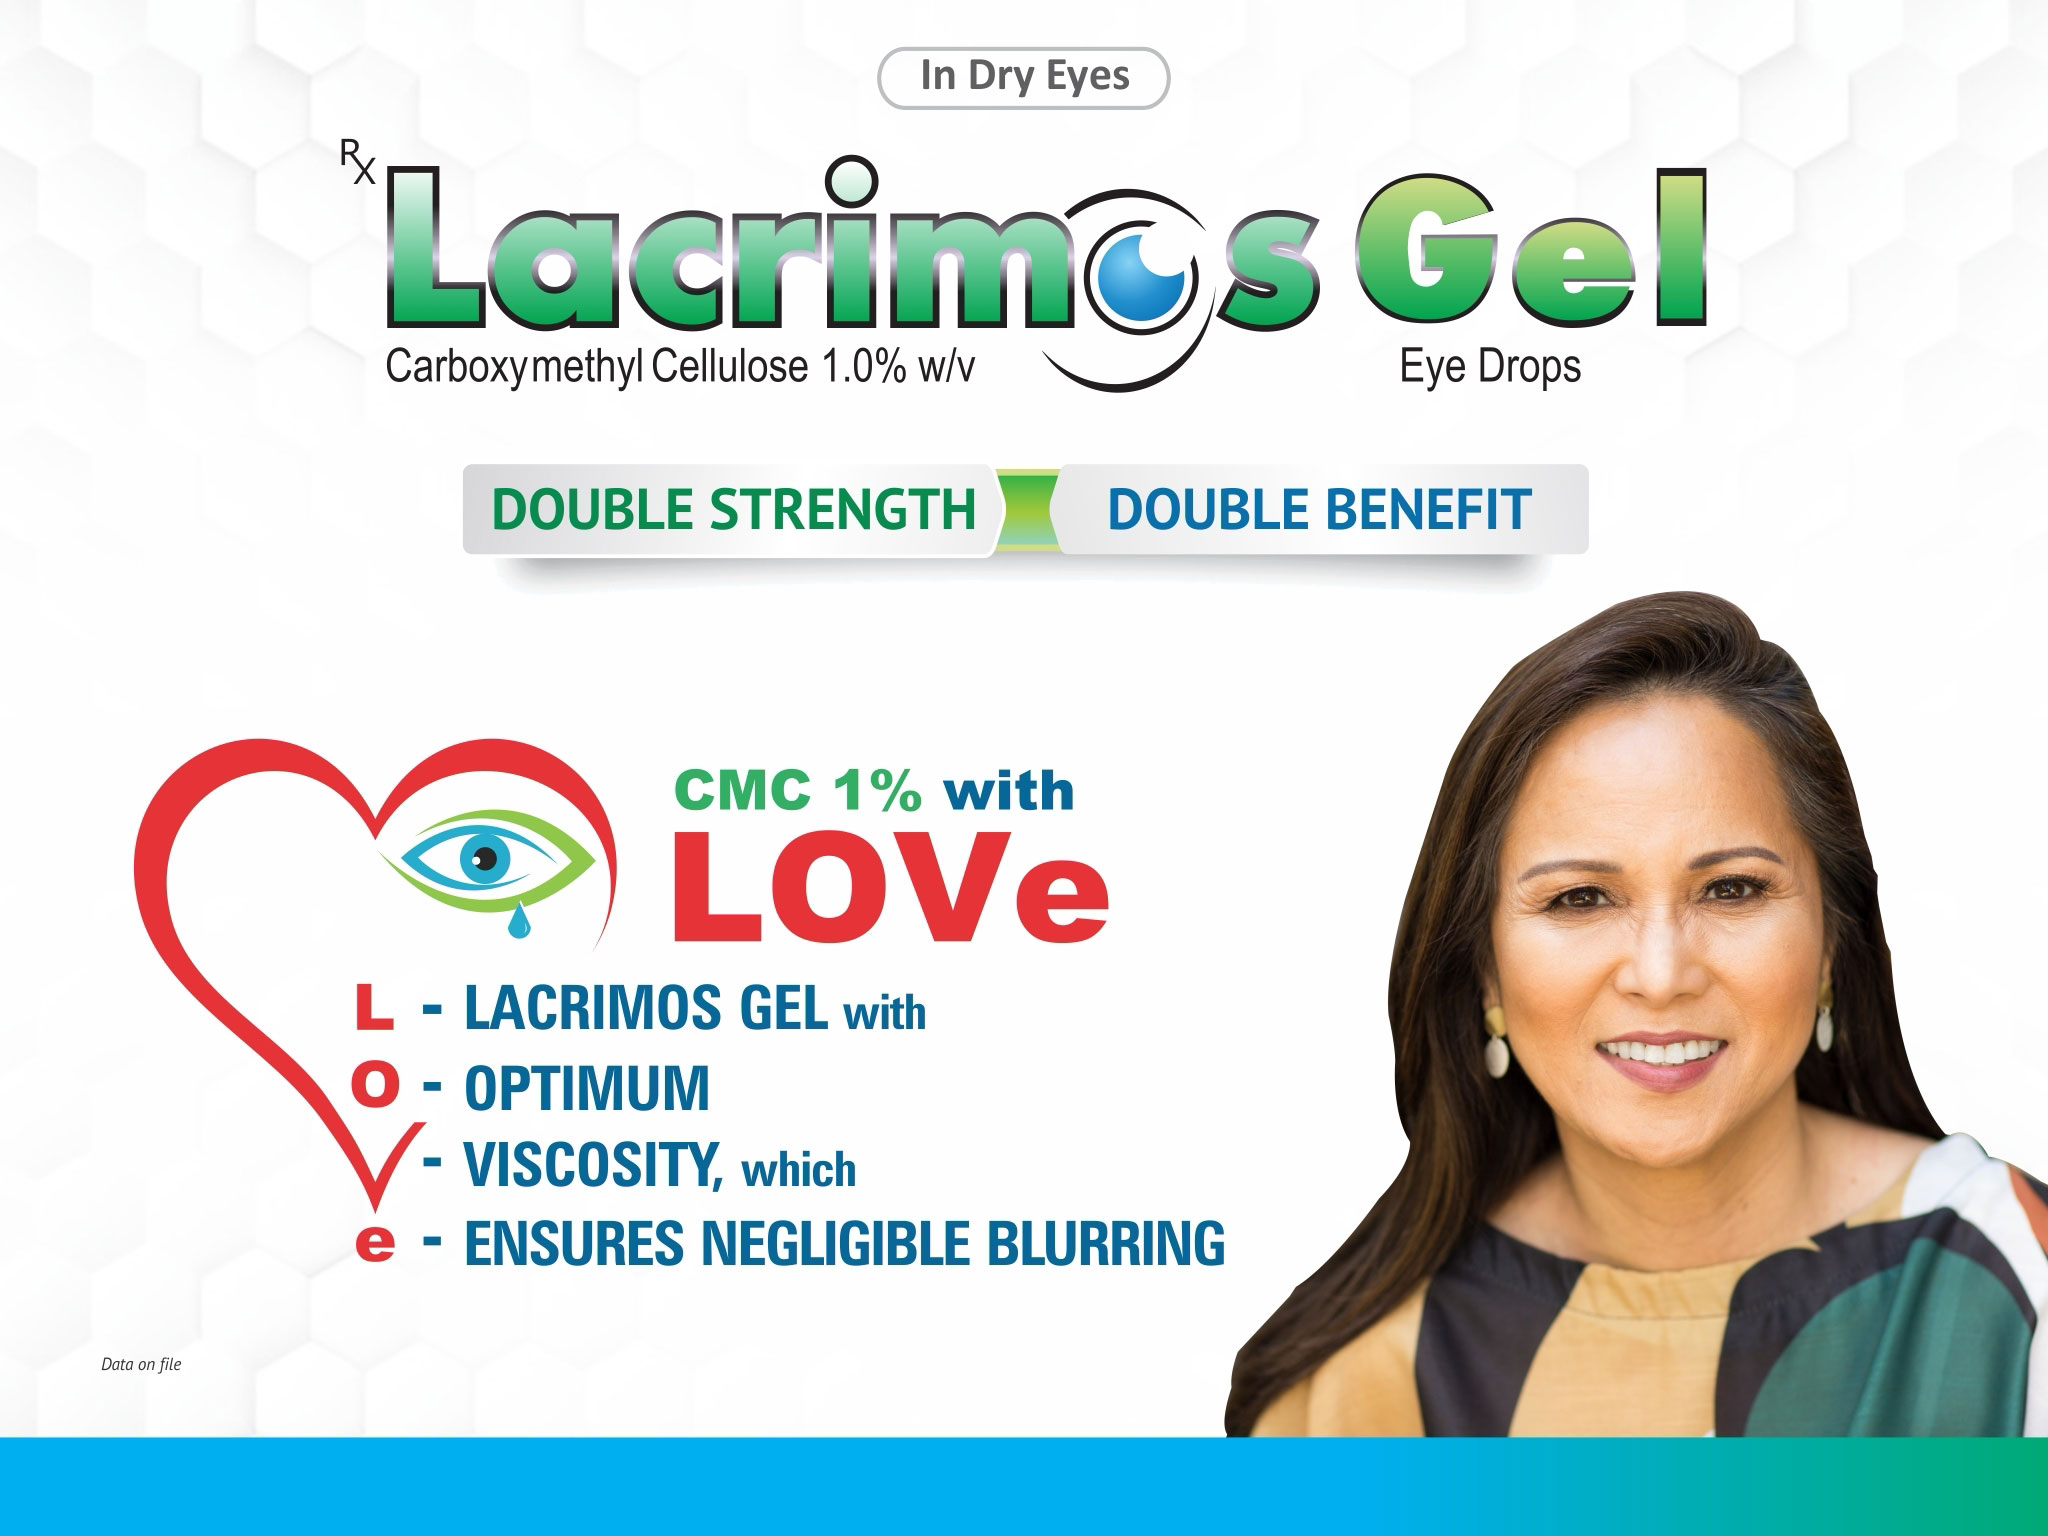 In Dry Eyes
Rx Lacrimos Gel
Carboxymethyl Cellulose 1.0% w/v Eye Drops
DOUBLE STRENGTH DOUBLE BENEFIT
CMC 1% with
LOVe
L - LACRIMOS GEL with
O - OPTIMUM
V - VISCOSITY, which
e - ENSURES NEGLIGIBLE BLURRING
Data on file